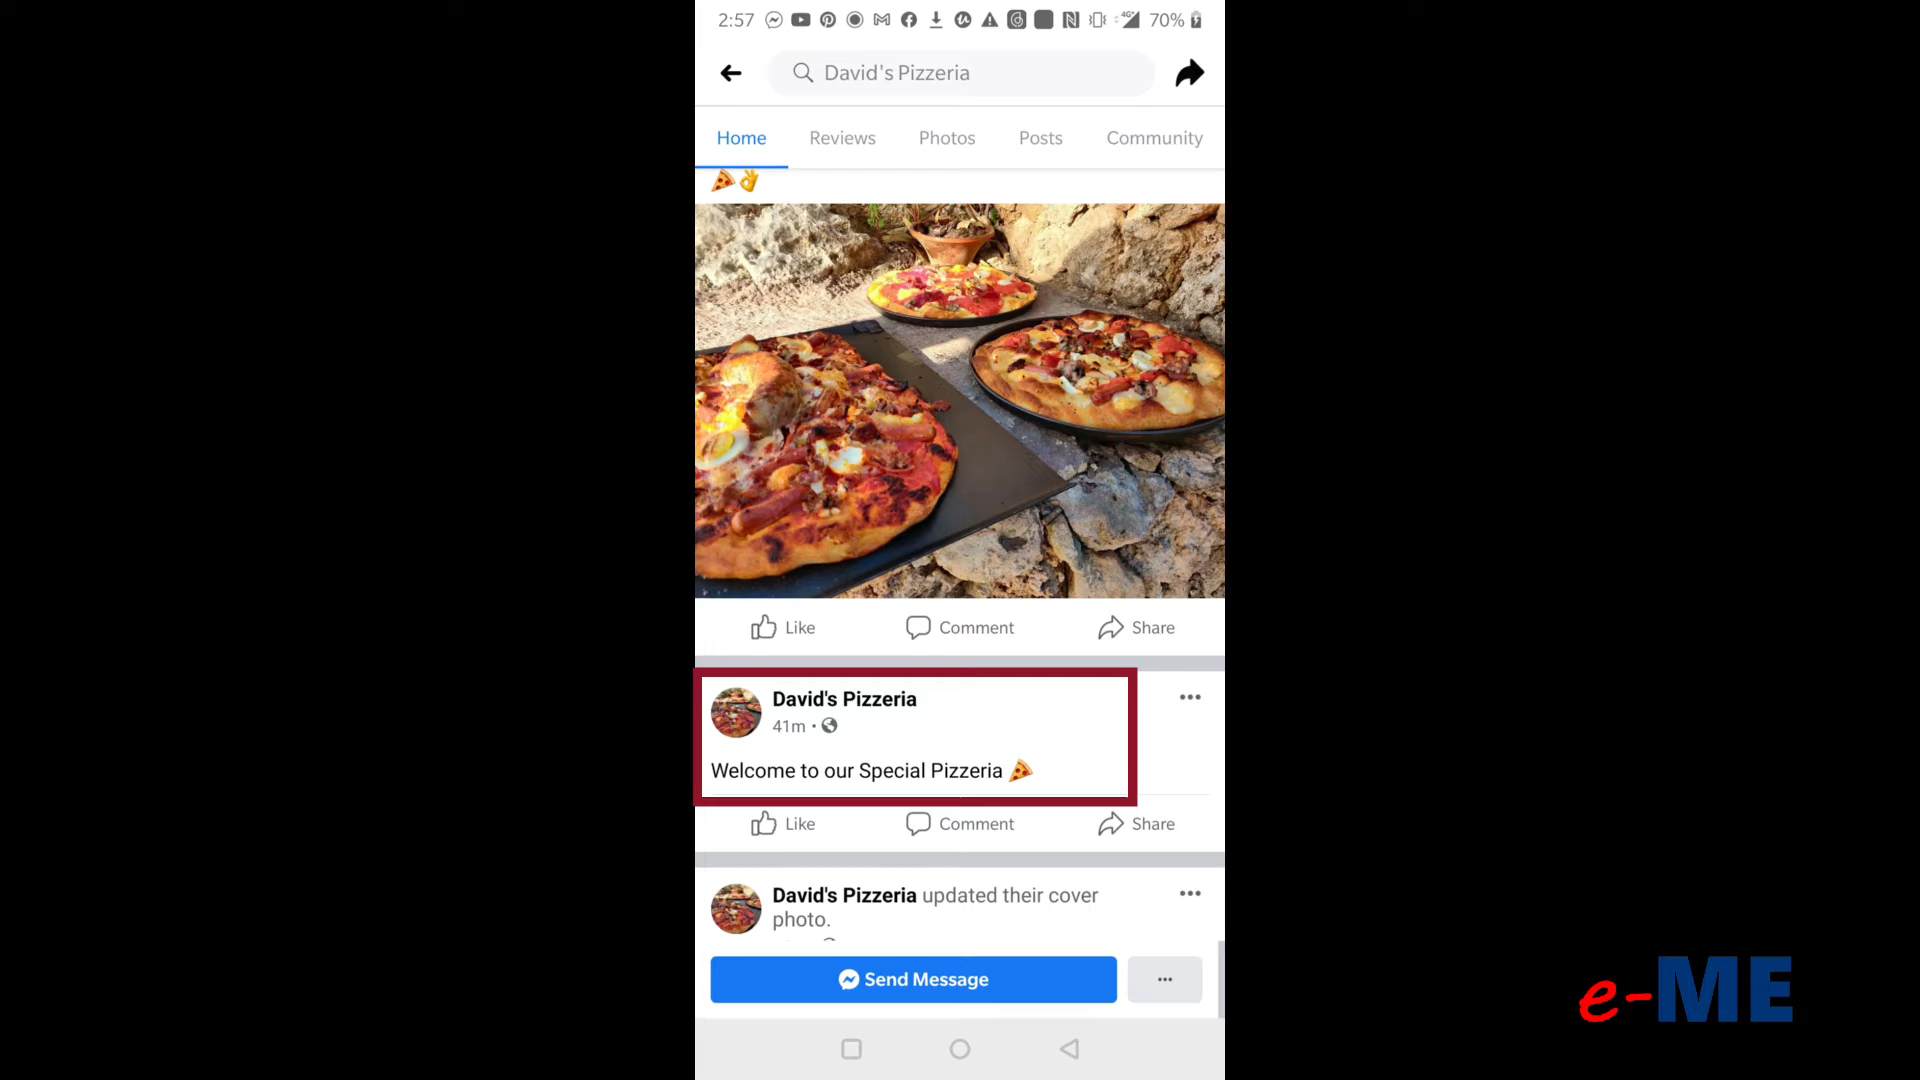 2:57
4G+
70%
David's Pizzeria
Home
Reviews
Photos
Posts
Community
🍕👌
Like
Comment
Share
David's Pizzeria
41m •
Welcome to our Special Pizzeria 🍕
Like
Comment
Share
David's Pizzeria updated their cover
photo.
Send Message
e-ME